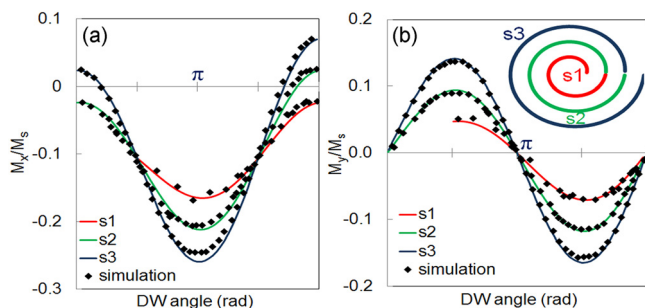 (a)
0.1
0
-0.1
-0.2
-0.3
Mx/Ms
π
s1
s2
s3
simulation
DW angle (rad)
(b)
0.2
0.1
0.0
-0.1
-0.2
My/Ms
π
s3
s1
s2
s1
s2
s3
simulation
DW angle (rad)